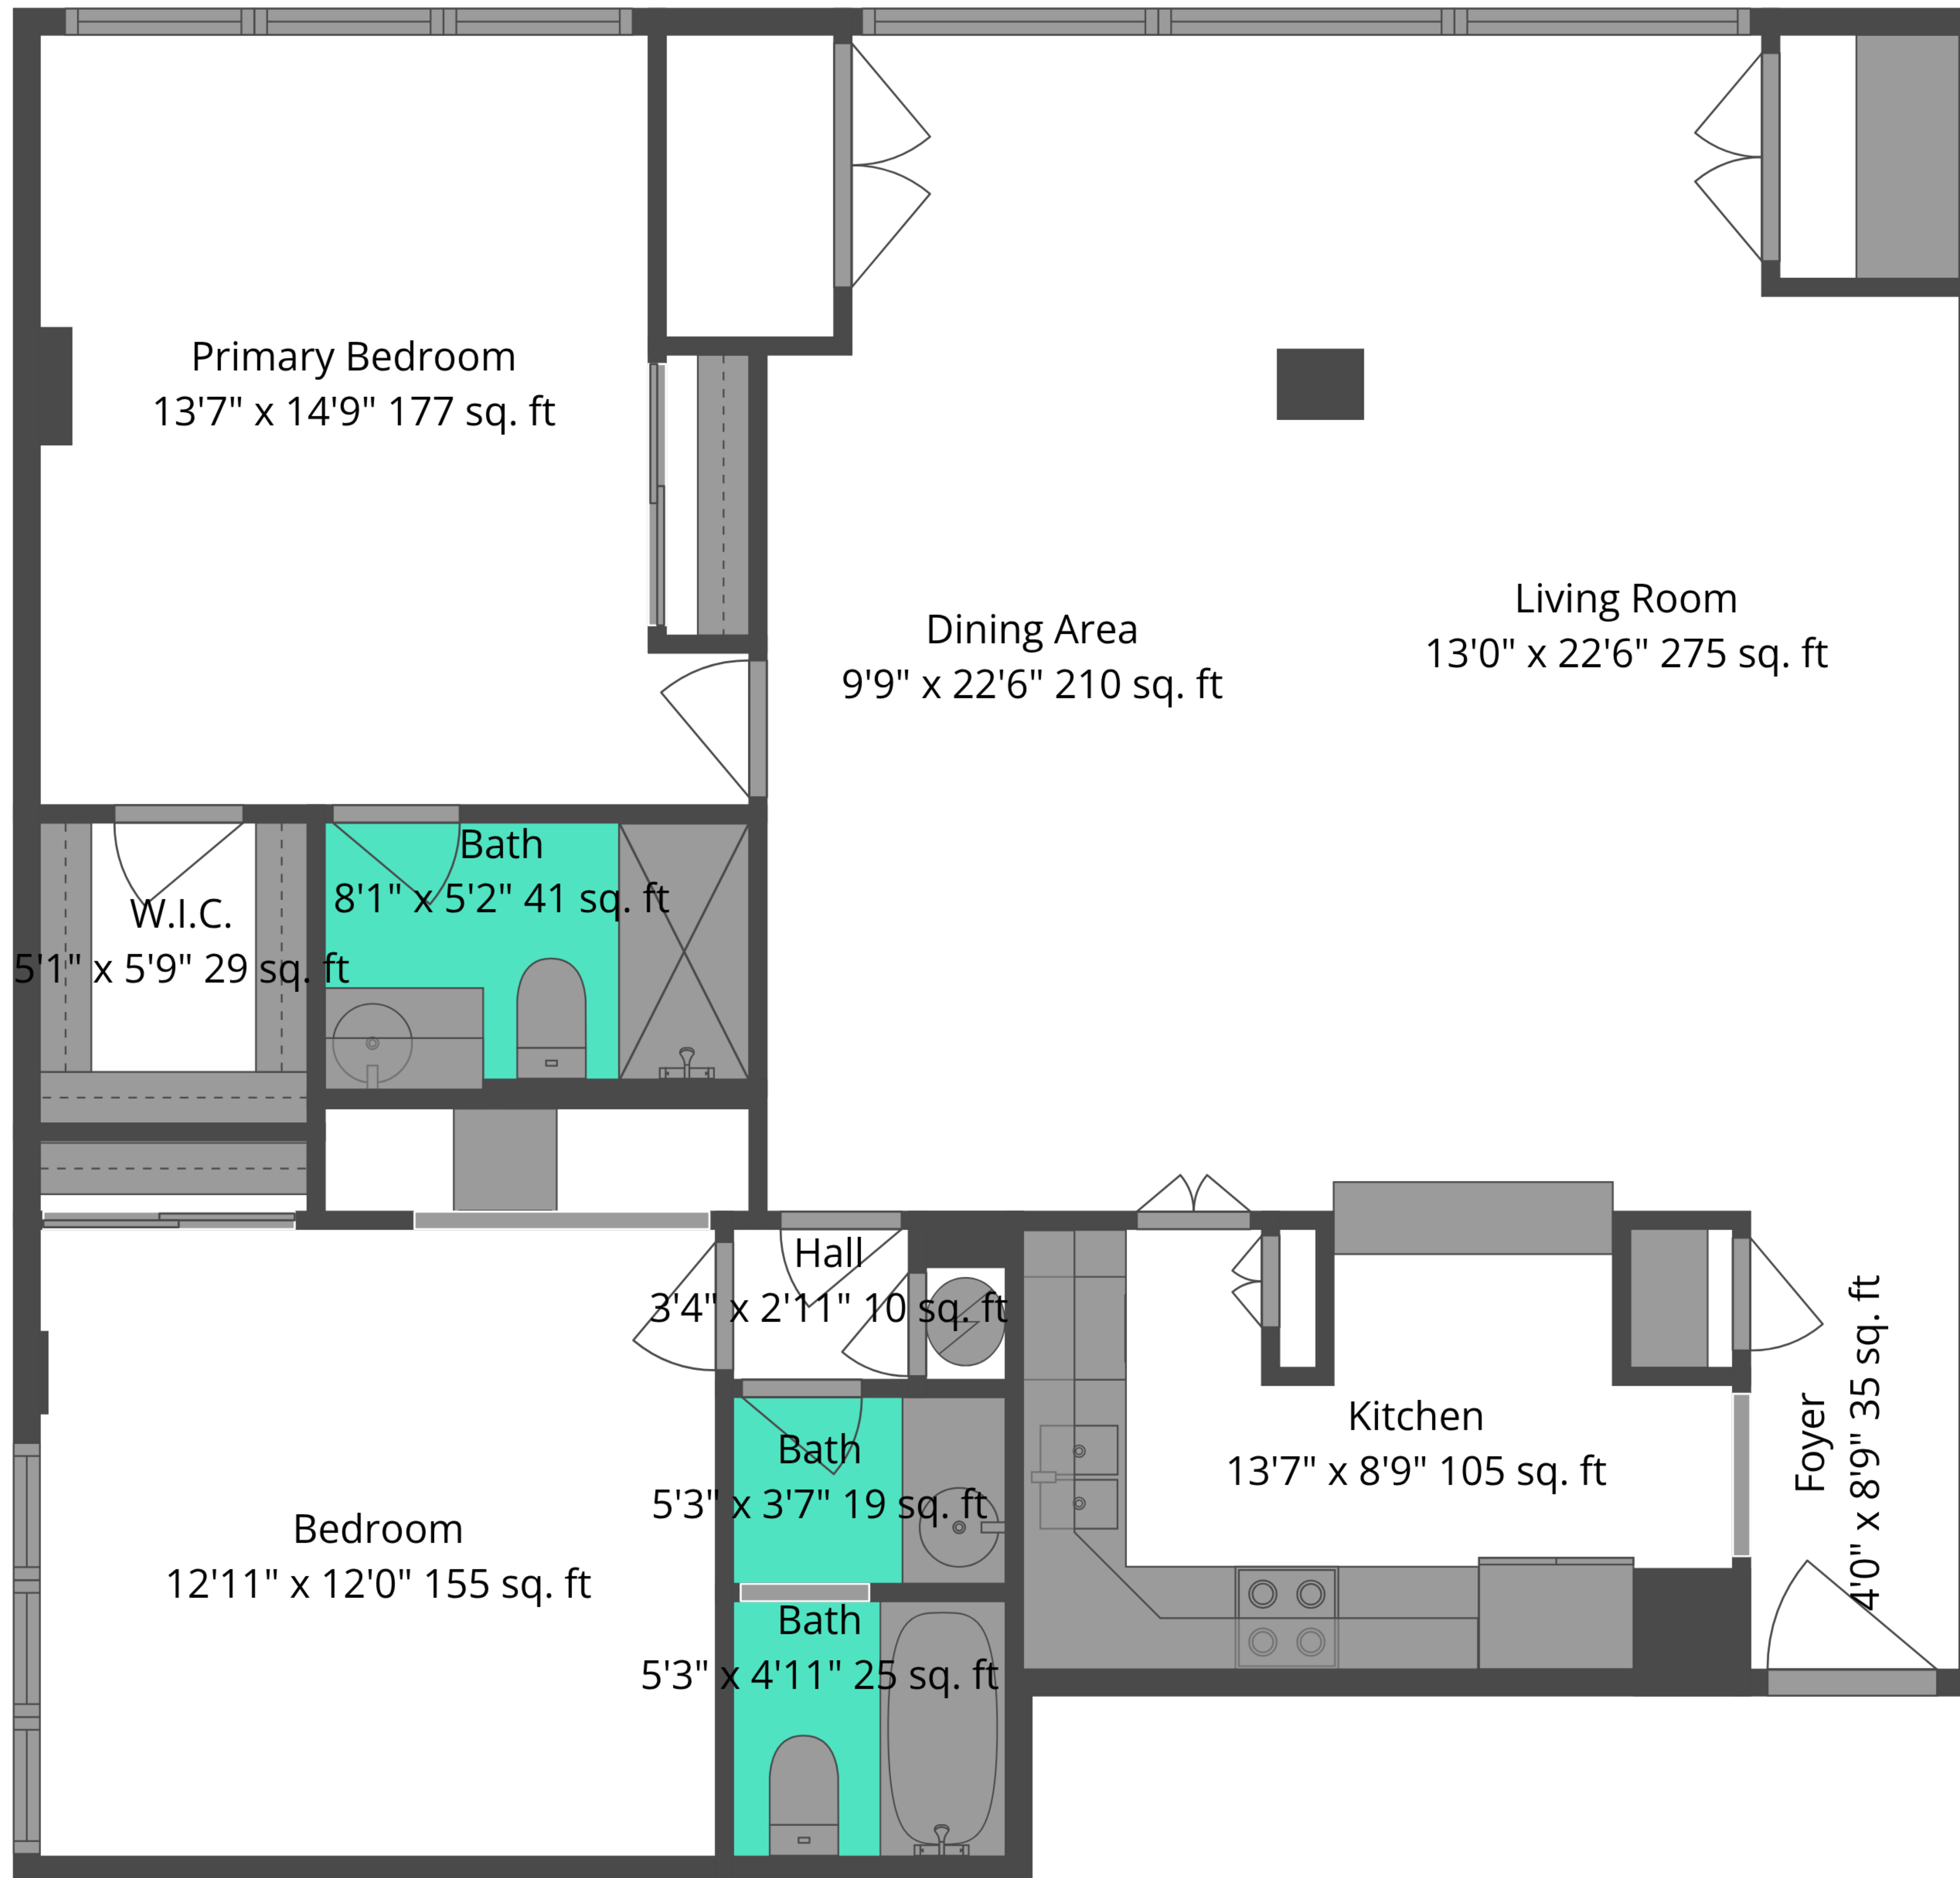 Primary Bedroom
13'7" x 14'9" 177 sq. ft
Dining Area
9'9" x 22'6" 210 sq. ft
Living Room
13'0" x 22'6" 275 sq. ft
Bath
8'1" x 5'2" 41 sq. ft
W.I.C.
5'1" x 5'9" 29 sq. ft
Hall
3'4" x 2'11" 10 sq. ft
Kitchen
13'7" x 8'9" 105 sq. ft
Foyer
4'0" x 8'9" 35 sq. ft
Bath
5'3" x 3'7" 19 sq. ft
Bedroom
12'11" x 12'0" 155 sq. ft
Bath
5'3" x 4'11" 25 sq. ft